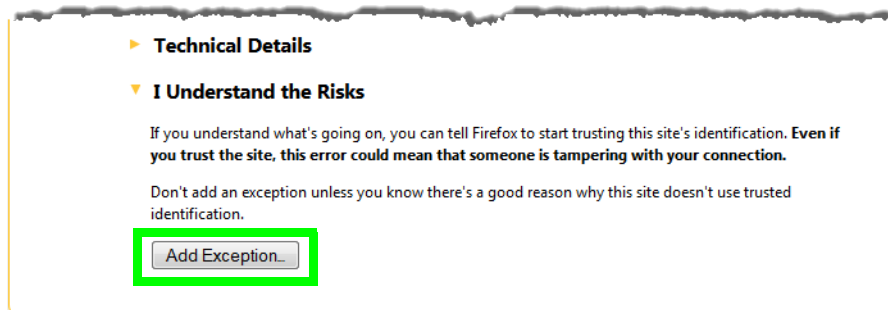 Technical Details
I Understand the Risks
If you understand what's going on, you can tell Firefox to start trusting this site's identification. Even if
you trust the site, this error could mean that someone is tampering with your connection.
Don't add an exception unless you know there's a good reason why this site doesn't use trusted
identification.
Add Exception...